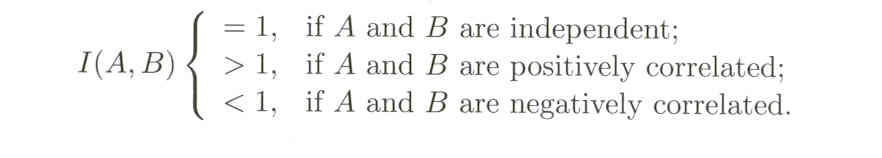 = 1, if A and B are independent;
I(A, B) { > 1, if A and B are positively correlated;
< 1, if A and B are negatively correlated.